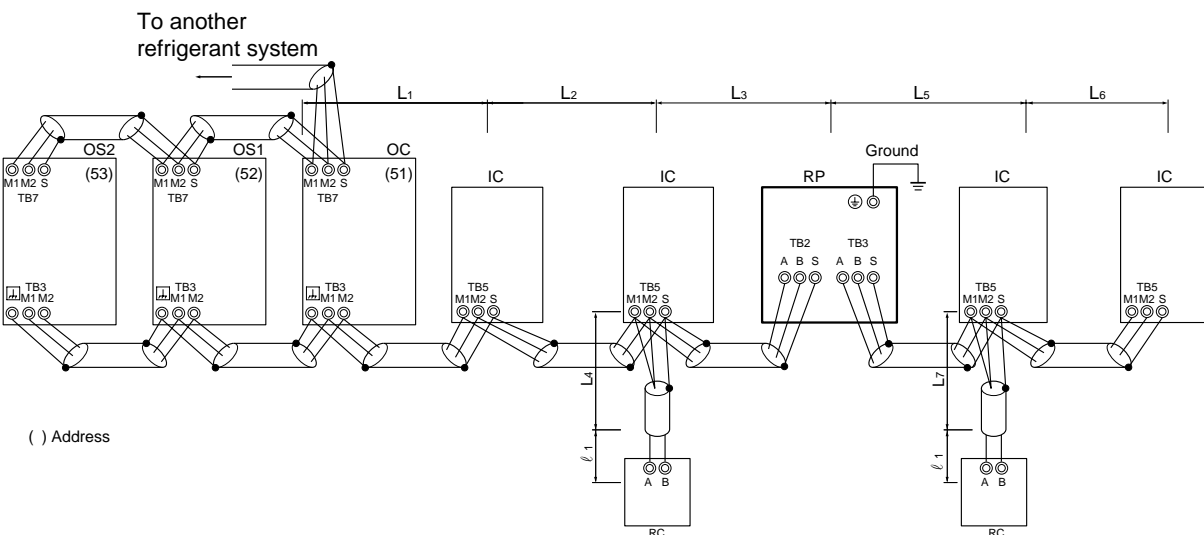 To another
refrigerant system
L1 L2 L3 L5 L6
OS2 OS1 OC Ground
(53) (52) (51) IC IC RP IC IC
M1 M2 S M1 M2 S M1 M2 S
TB7 TB7 TB7
TB2 TB3
A B S A B S
TB3 TB3 TB3 TB5 TB5 TB5 TB5
M1 M2 M1 M2 M1 M2 M1 M2 S M1 M2 S M1 M2 S M1 M2 S
L4 L7
( ) Address
ℓ 1 ℓ 1
A B A B
RC RC